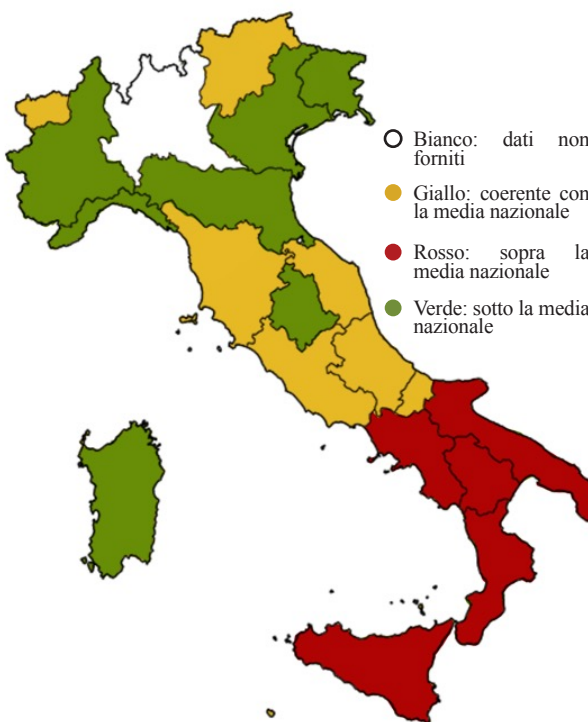 Bianco: dati non
forniti
Giallo: coerente con
la media nazionale
Rosso: sopra la
media nazionale
Verde: sotto la media
nazionale